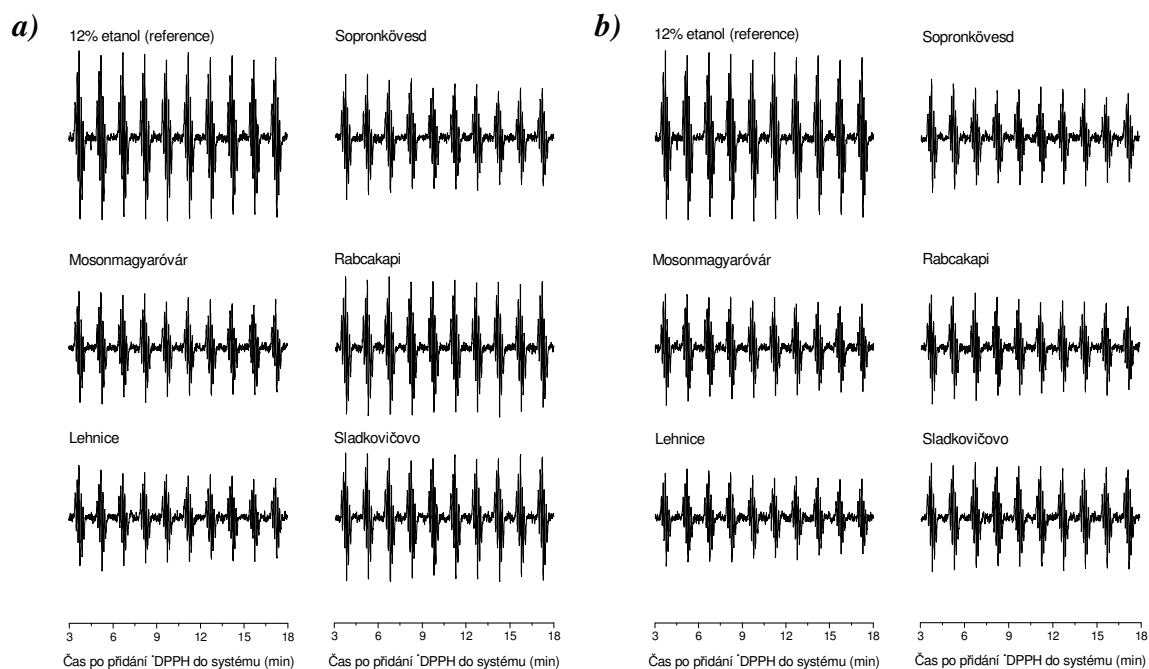 a)
12% etanol (reference)
Sopronkövesd
Mosonmagyaróvár
Rabcakapi
Lehnice
Sladkovičovo
3 6 9 12 15 18
3 6 9 12 15 18
Čas po přidání ˙DPPH do systému (min)
Čas po přidání ˙DPPH do systému (min)
b)
12% etanol (reference)
Sopronkövesd
Mosonmagyaróvár
Rabcakapi
Lehnice
Sladkovičovo
3 6 9 12 15 18
3 6 9 12 15 18
Čas po přidání ˙DPPH do systému (min)
Čas po přidání ˙DPPH do systému (min)